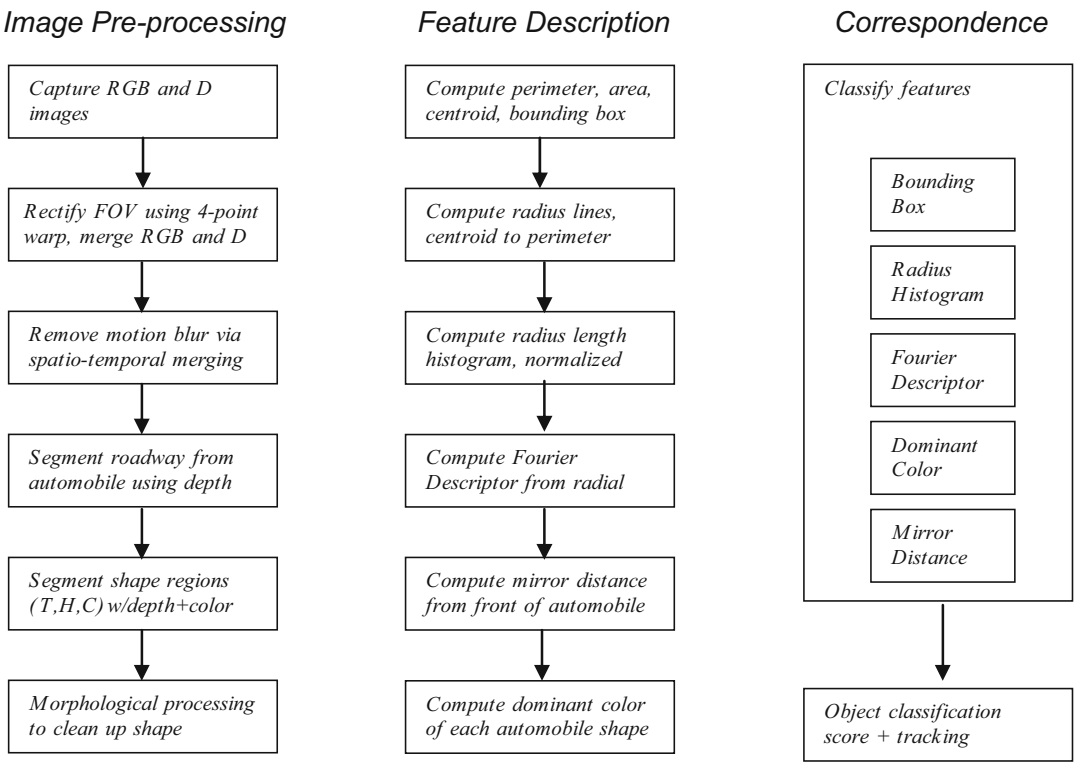 Image Pre-processing
Capture RGB and D
images
Rectify FOV using 4-point
warp, merge RGB and D
Remove motion blur via
spatio-temporal merging
Segment roadway from
automobile using depth
Segment shape regions
(T,H,C) w/depth+color
Morphological processing
to clean up shape
Feature Description
Compute perimeter, area,
centroid, bounding box
Compute radius lines,
centroid to perimeter
Compute radius length
histogram, normalized
Compute Fourier
Descriptor from radial
Compute mirror distance
from front of automobile
Compute dominant color
of each automobile shape
Correspondence
Classify features
Bounding
Box
Radius
Histogram
Fourier
Descriptor
Dominant
Color
Mirror
Distance
Object classification
score + tracking